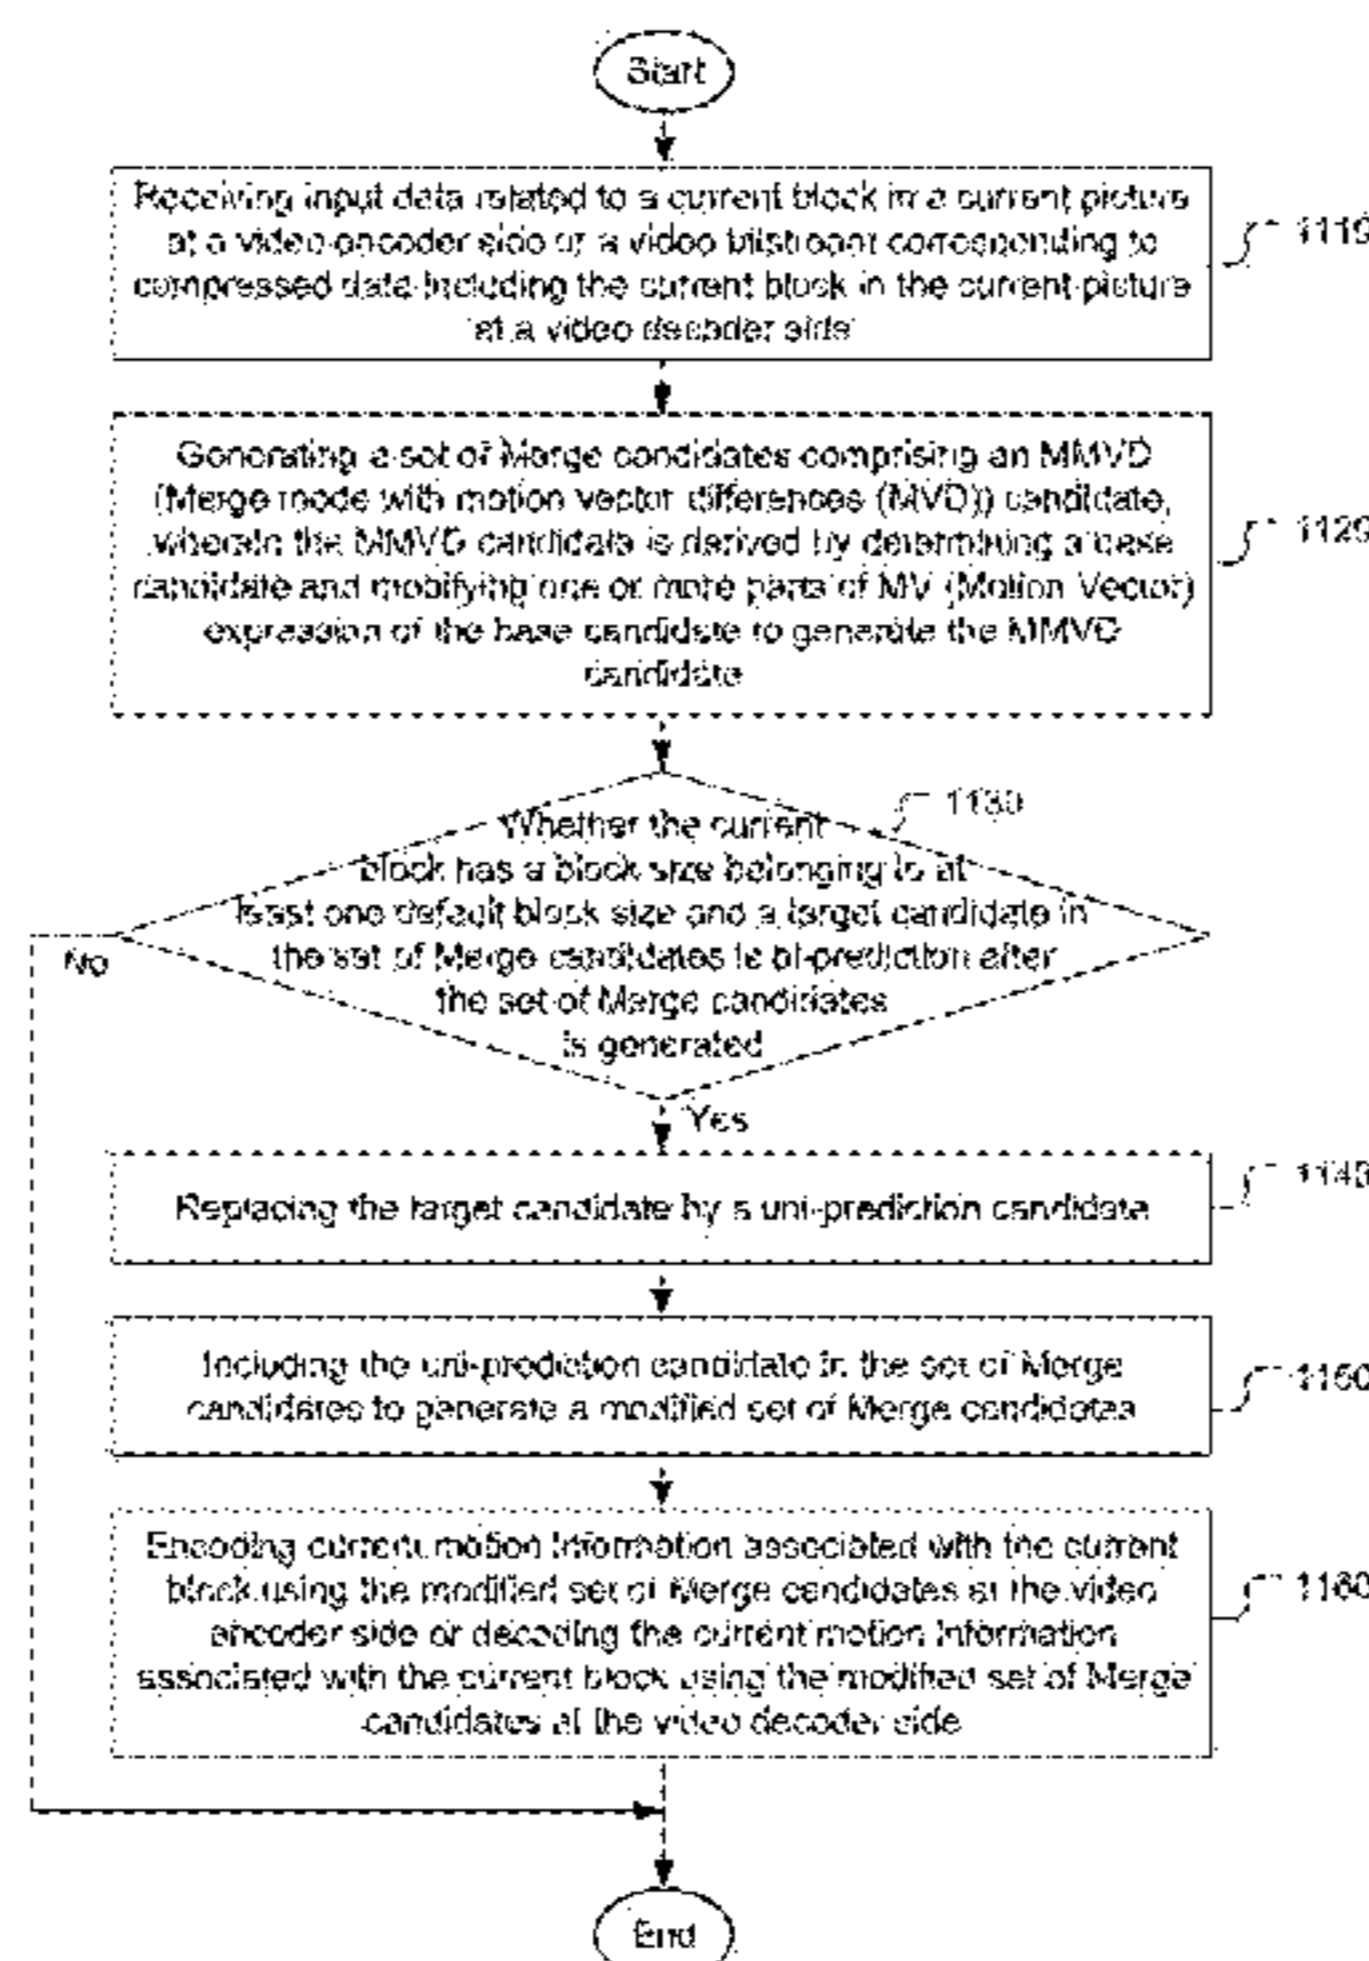 Start
Receiving input data related to a current block in a current picture
at a video encoder side or a video bitstream corresponding to
compressed data including the current block in the current picture
at a video decoder side
1110
Generating a set of Merge candidates comprising an MMVD
(Merge mode with motion vector differences (MVD)) candidate,
wherein the MMVD candidate is derived by determining a base
candidate and modifying one or more parts of MV (Motion Vector)
expression of the base candidate to generate the MMVD
candidate
1120
1130
Whether the current
block has a block size belonging to at
least one default block size and a target candidate in
the set of Merge candidates is bi-prediction after
the set of Merge candidates
is generated
No
Yes
Replacing the target candidate by a uni-prediction candidate
1140
Including the uni-prediction candidate in the set of Merge
candidates to generate a modified set of Merge candidates
1150
Encoding current motion information associated with the current
block using the modified set of Merge candidates at the video
encoder side or decoding the current motion information
associated with the current block using the modified set of Merge
candidates at the video decoder side
1160
End